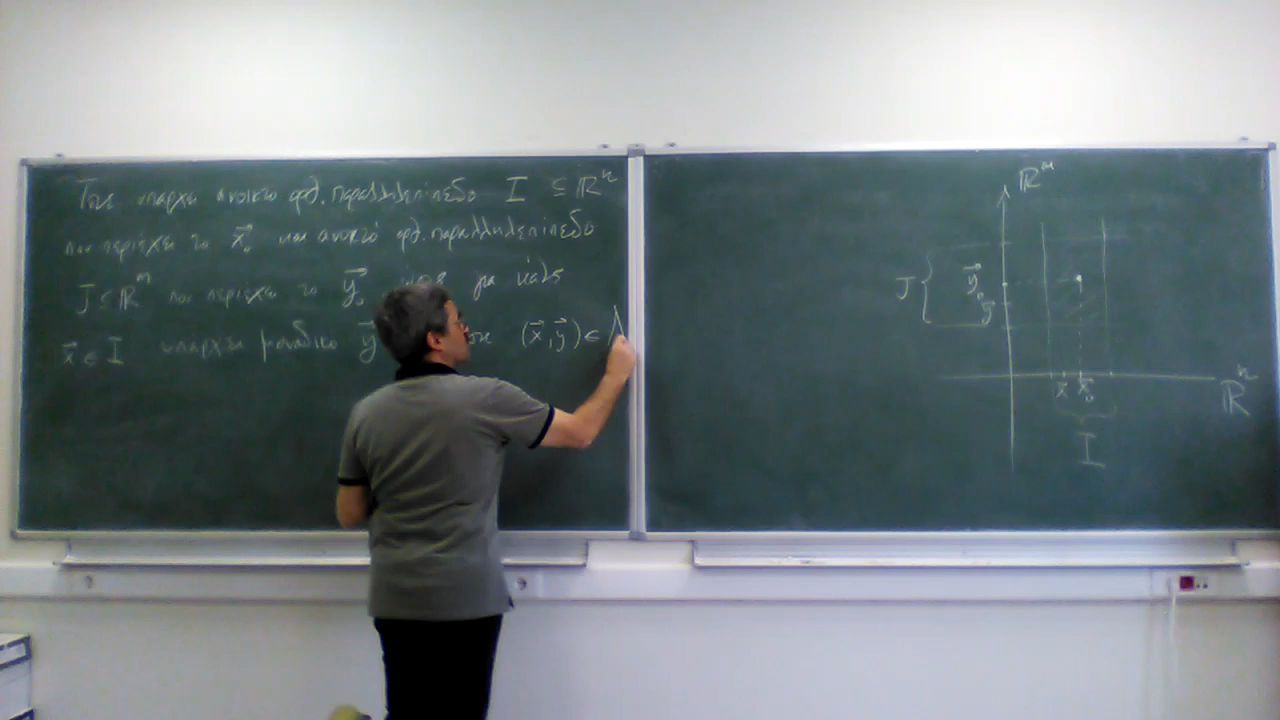 Τότε υπάρχει ανοικτό ορθ. παραλληλεπίπεδο I ⊆ ℝⁿ
που περιέχει το x⃗₀ και ανοικτό ορθ. παραλληλεπίπεδο
J ⊆ ℝᵐ που περιέχει το y⃗₀ ώστε για κάθε
x⃗ ∈ I υπάρχει μοναδικό y⃗ (x⃗, y⃗) ∈ A
ℝᵐ
J { y⃗₀
y⃗
x⃗ x⃗₀ ℝⁿ
I